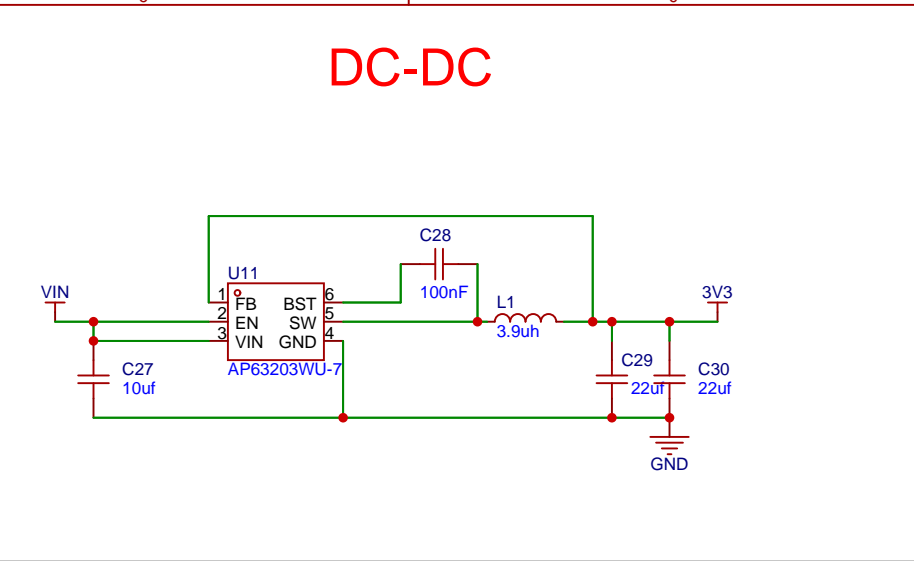 DC-DC
C28
100nF
U11
VIN
3V3
1
FB
BST
6
L1
2
EN
SW
5
3.9uh
3
VIN
GND
4
AP63203WU-7
C27
10uf
C29
22uf
C30
22uf
GND